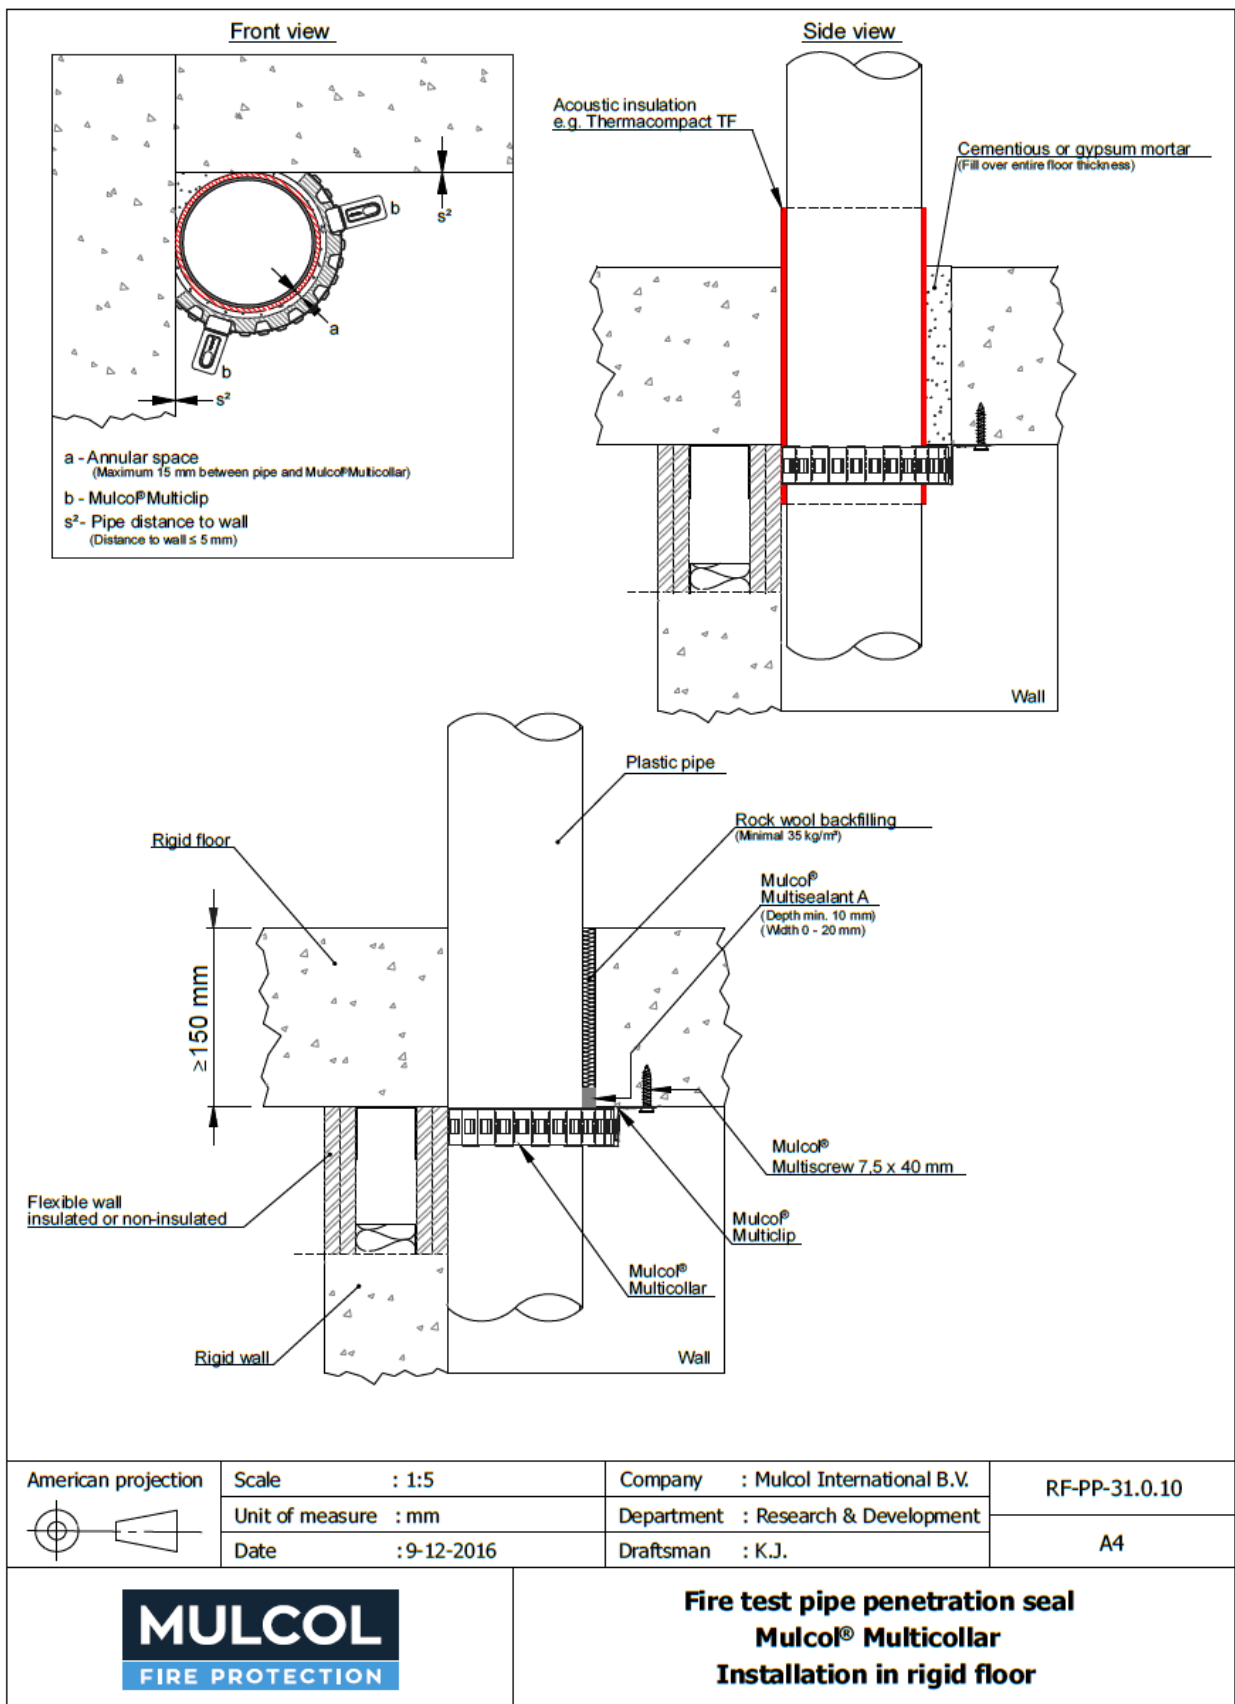 Front view
b
s²
a
b
s²
a - Annular space
(Maximum 15 mm between pipe and Mulcol® Multicollar)
b - Mulcol® Multiclip
s² - Pipe distance to wall
(Distance to wall ≤ 5 mm)
Side view
Acoustic insulation
e.g. Thermacompact TF
Cementious or gypsum mortar
(Fill over entire floor thickness)
Wall
Plastic pipe
Rock wool backfilling
(Minimal 35 kg/m³)
Rigid floor
Mulcol®
Multisealant A
(Depth min. 10 mm)
(Width 0 - 20 mm)
≥150 mm
Mulcol®
Multiscrew 7,5 x 40 mm
Flexible wall
insulated or non-insulated
Mulcol®
Multiclip
Mulcol®
Multicollar
Rigid wall
Wall
American projection
Scale : 1:5
Unit of measure : mm
Date : 9-12-2016
Company : Mulcol International B.V.
Department : Research & Development
Draftsman : K.J.
RF-PP-31.0.10
A4
MULCOL
FIRE PROTECTION
Fire test pipe penetration seal
Mulcol® Multicollar
Installation in rigid floor